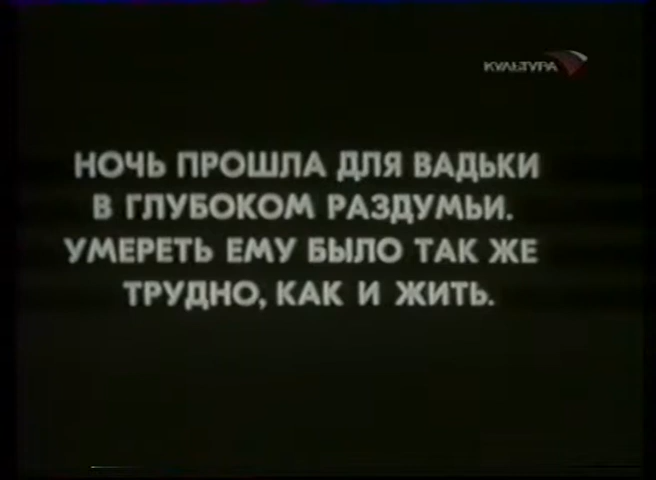 КУЛЬТУРА
НОЧЬ ПРОШЛА ДЛЯ ВАДЬКИ
В ГЛУБОКОМ РАЗДУМЬИ.
УМЕРЕТЬ ЕМУ БЫЛО ТАК ЖЕ
ТРУДНО, КАК И ЖИТЬ.